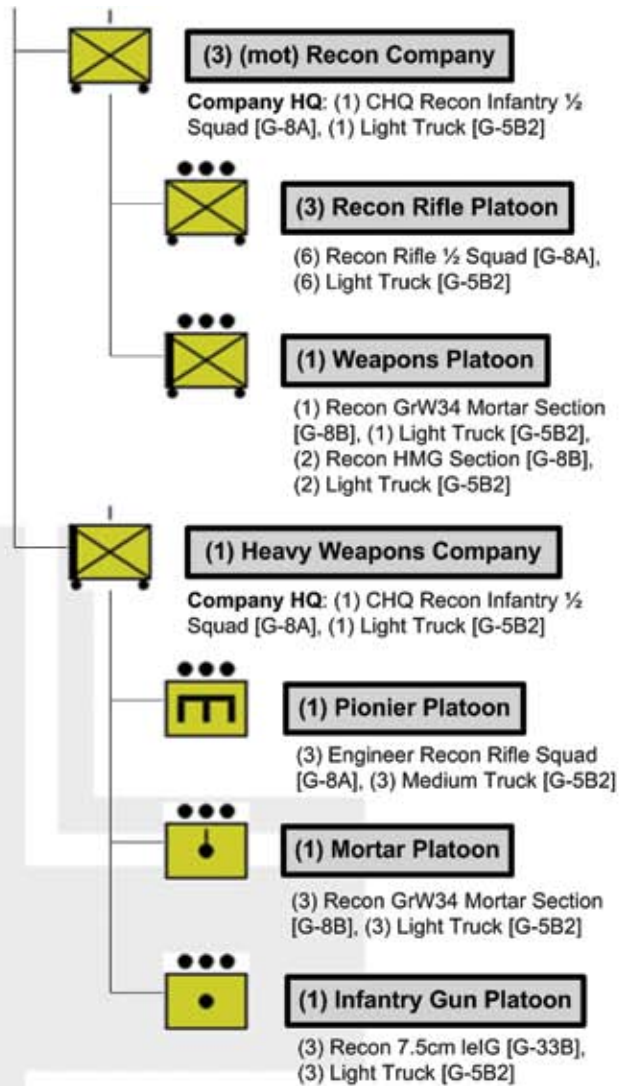 (3) (mot) Recon Company
Company HQ: (1) CHQ Recon Infantry ½
Squad [G-8A], (1) Light Truck [G-5B2]
(3) Recon Rifle Platoon
(6) Recon Rifle ½ Squad [G-8A],
(6) Light Truck [G-5B2]
(1) Weapons Platoon
(1) Recon GrW34 Mortar Section
[G-8B], (1) Light Truck [G-5B2],
(2) Recon HMG Section [G-8B],
(2) Light Truck [G-5B2]
(1) Heavy Weapons Company
Company HQ: (1) CHQ Recon Infantry ½
Squad [G-8A], (1) Light Truck [G-5B2]
(1) Pionier Platoon
(3) Engineer Recon Rifle Squad
[G-8A], (3) Medium Truck [G-5B2]
(1) Mortar Platoon
(3) Recon GrW34 Mortar Section
[G-8B], (3) Light Truck [G-5B2]
(1) Infantry Gun Platoon
(3) Recon 7.5cm leIG [G-33B],
(3) Light Truck [G-5B2]